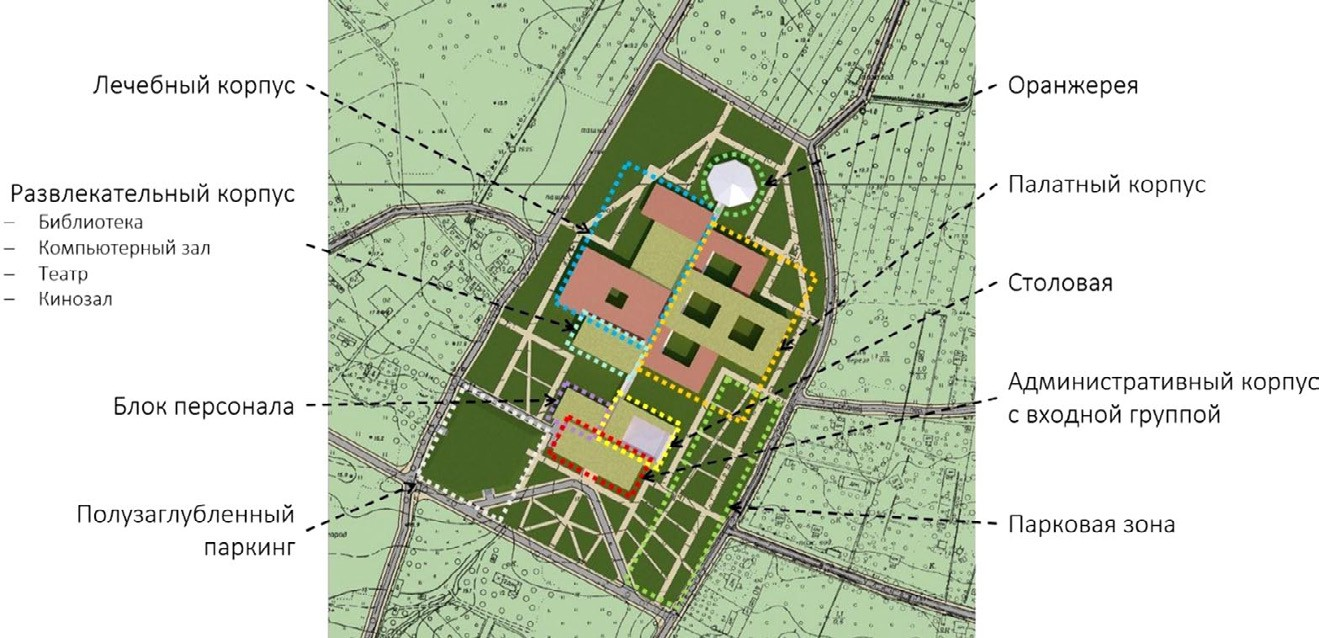 Лечебный корпус
Развлекательный корпус
– Библиотека
– Компьютерный зал
– Театр
– Кинозал
Блок персонала
Полузаглубленный
паркинг
Оранжерея
Палатный корпус
Столовая
Административный корпус
с входной группой
Парковая зона